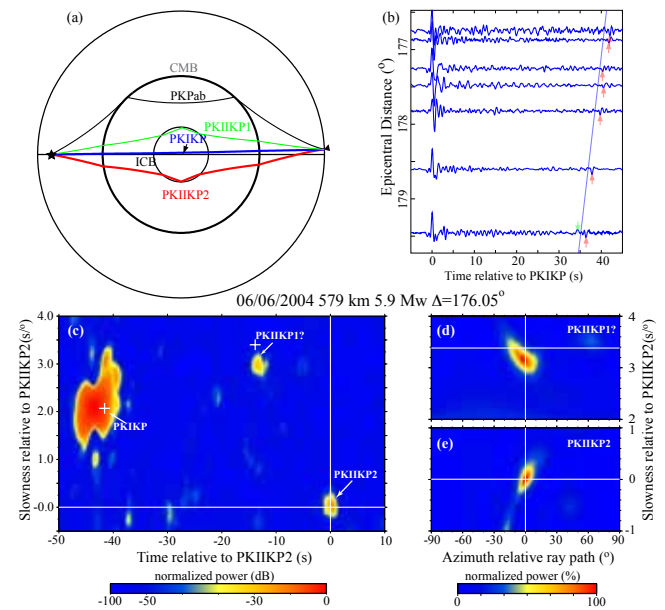 (a)
CMB
PKPab
PKIIKP1
PKIKP
ICB
PKIIKP2
(b)
Epicentral Distance (°)
177
178
179
0 10 20 30 40
Time relative to PKIKP (s)
06/06/2004 579 km 5.9 Mw Δ=176.05°
(c)
Slowness relative to PKIIKP2(s/°)
4.0
3.0
2.0
1.0
-0.0
PKIIKP1?
PKIKP
PKIIKP2
-50 -40 -30 -20 -10 0
Time relative to PKIIKP2 (s)
normalized power (dB)
-100 -50 -30 0
(d)
PKIIKP1?
4
3
2
(e)
PKIIKP2
1
0
-1
Slowness relative to PKIIKP2(s/°)
-90 -60 -30 0 30 60 90
Azimuth relative ray path (°)
normalized power (%)
0 50 100